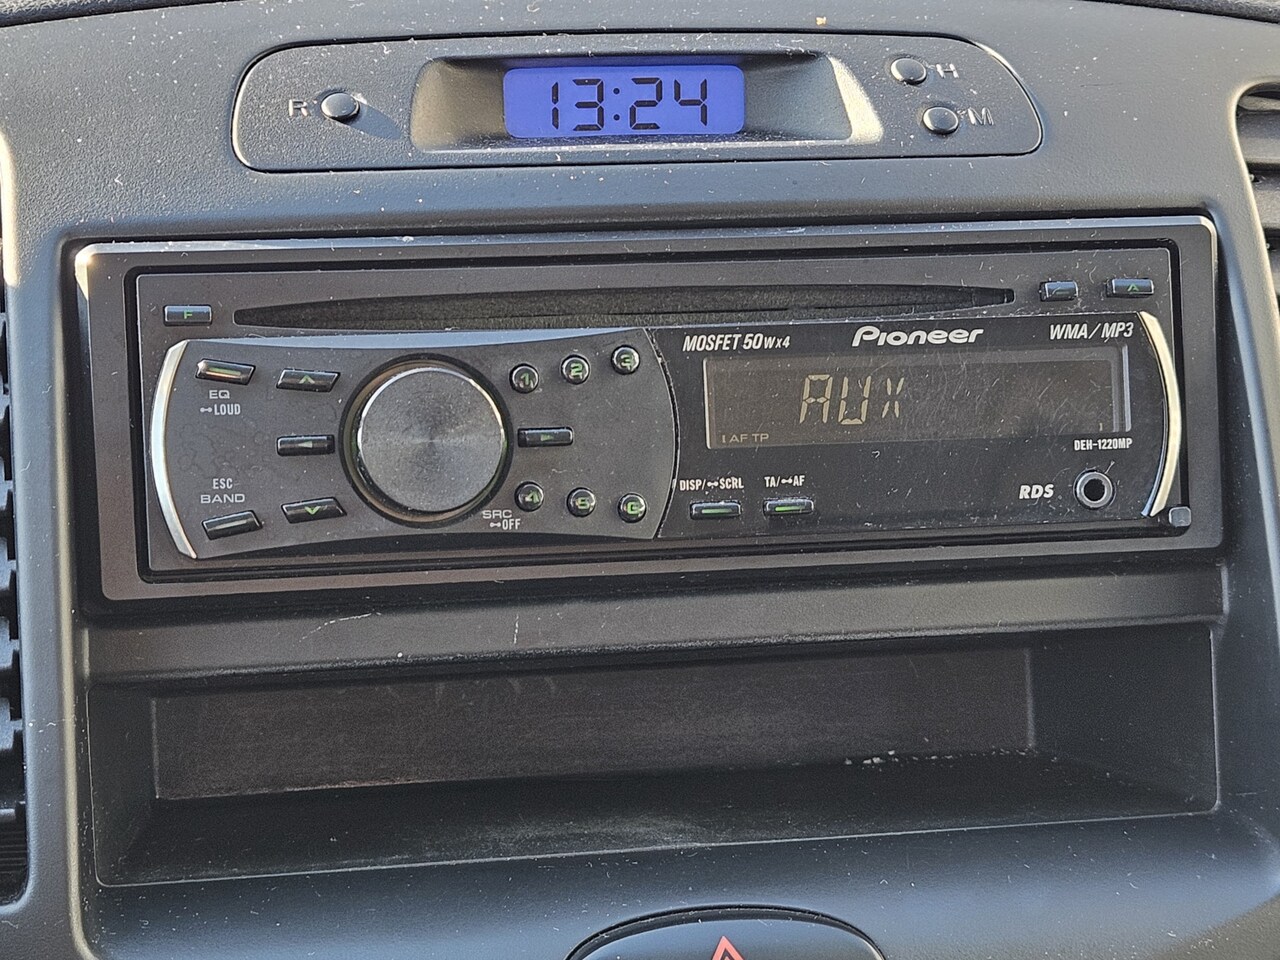 R
13:24
H
M
F
MOSFET 50Wx4
Pioneer
WMA/MP3
EQ
LOUD
1
2
3
AUX
AF TP
DEH-1220MP
ESC
BAND
SRC
OFF
4
5
6
DISP/ SCRL
TA/ AF
RDS